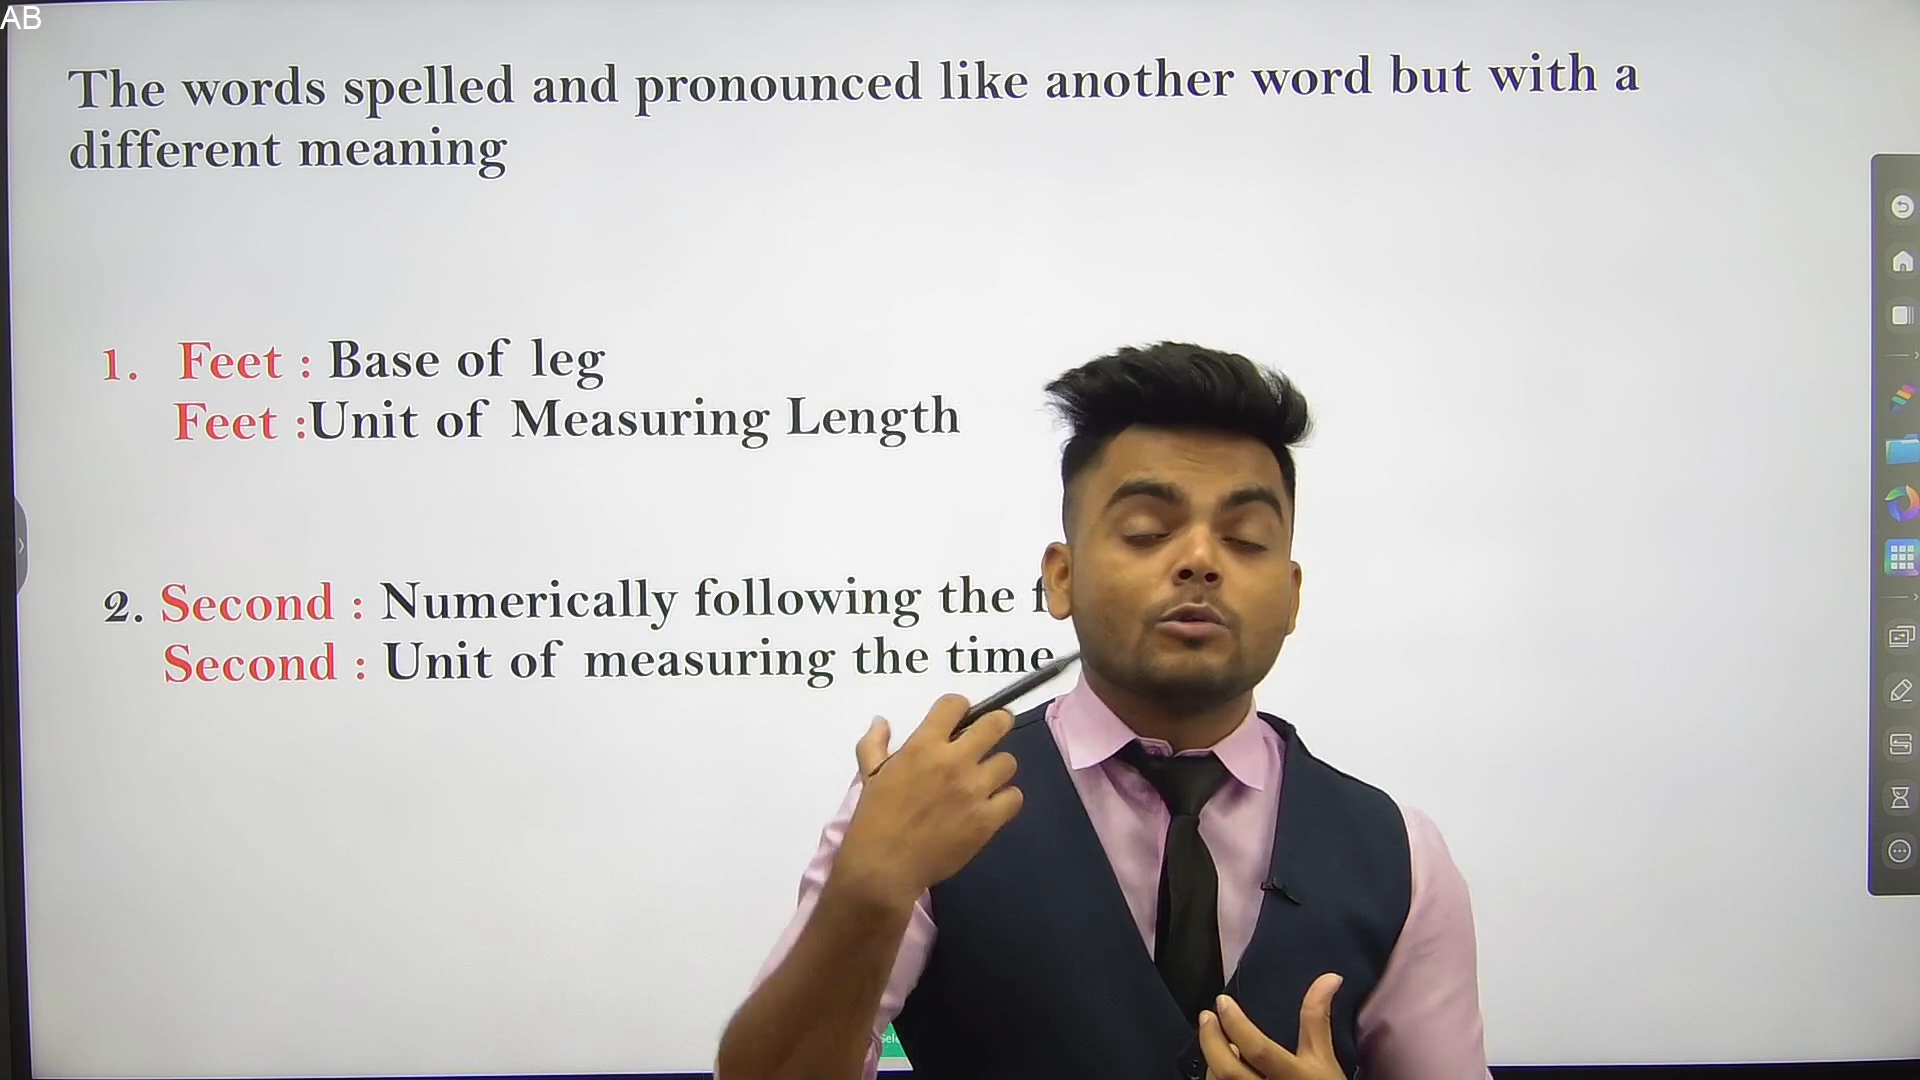 AB
The words spelled and pronounced like another word but with a
different meaning
1. Feet : Base of leg
Feet :Unit of Measuring Length
2. Second : Numerically following the
Second : Unit of measuring the time